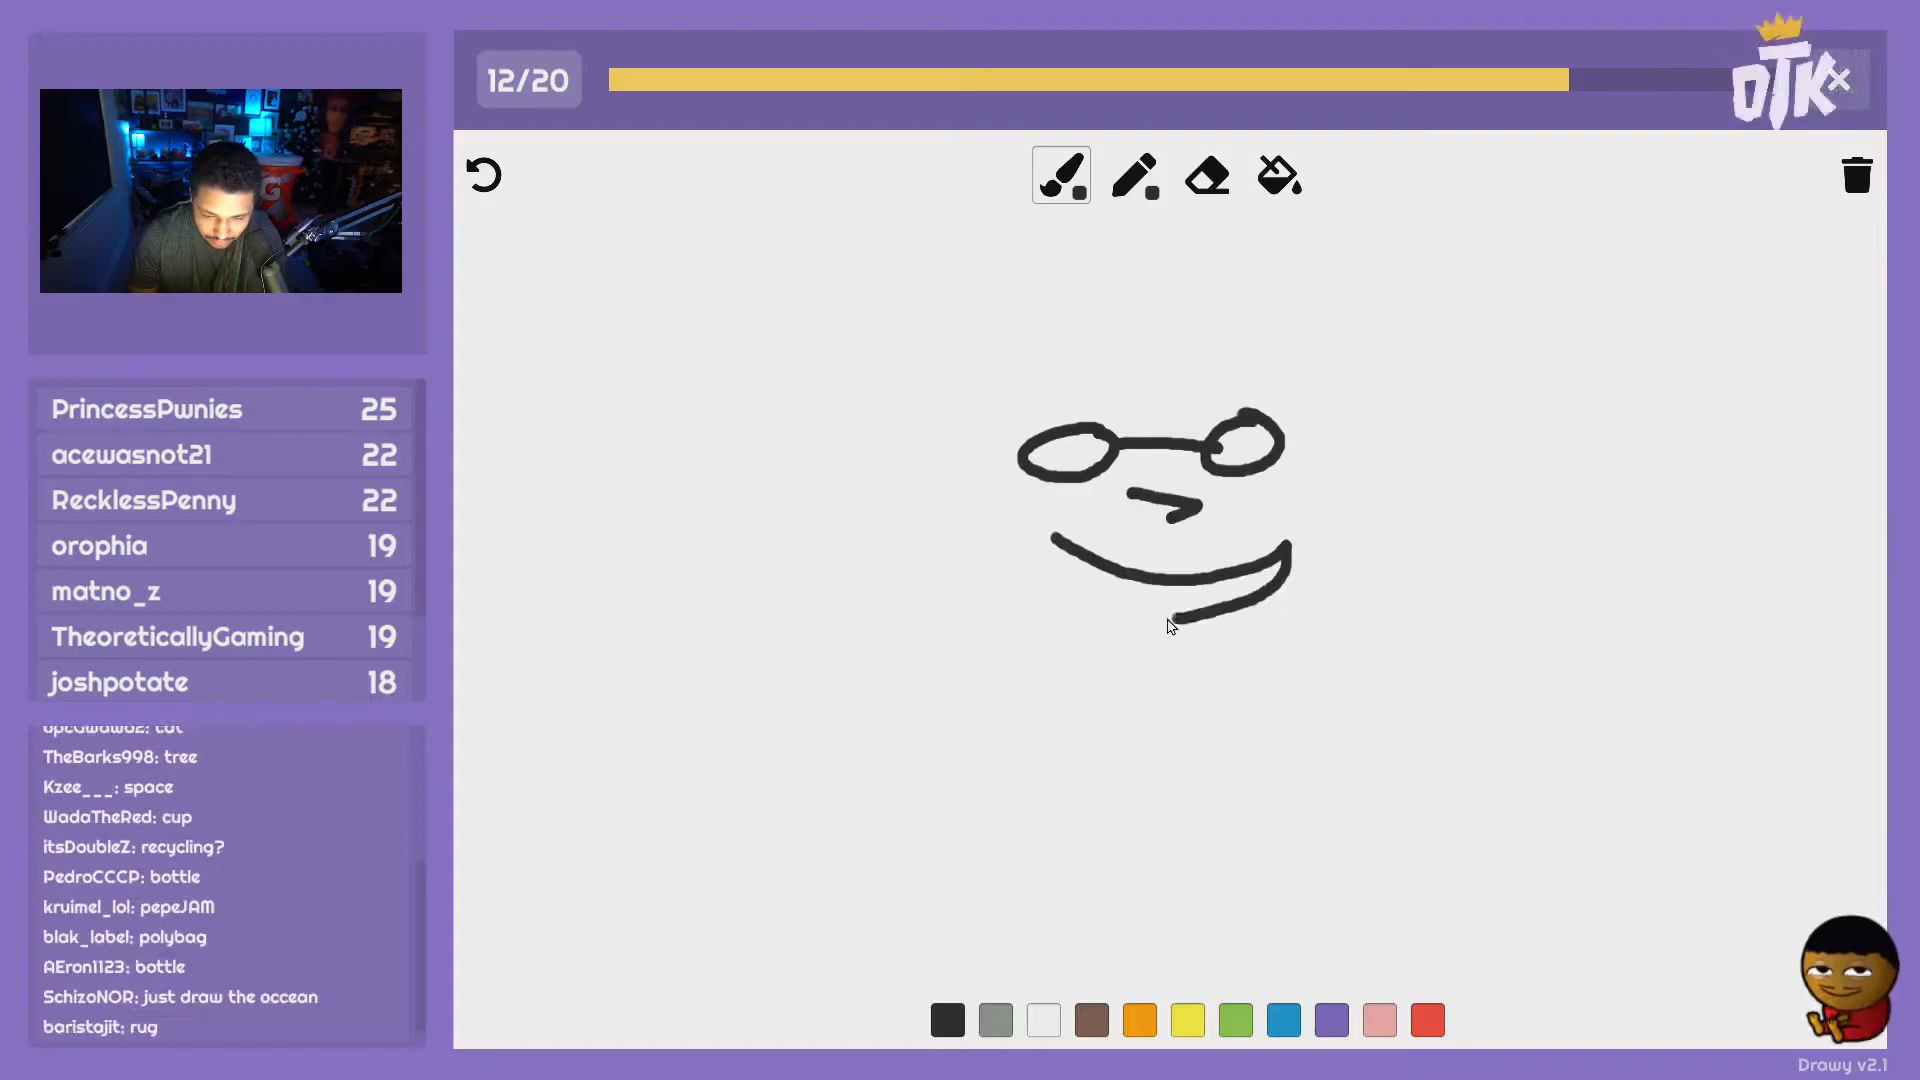 12/20
OTK
G
PrincessPwnies 25
acewasnot21 22
RecklessPenny 22
orophia 19
matno_z 19
TheoreticallyGaming 19
joshpotate 18
cat
TheBarks998: tree
Kzee___: space
WadaTheRed: cup
itsDoubleZ: recycling?
PedroCCCP: bottle
kruimel_lol: pepeJAM
blak_label: polybag
AEron1123: bottle
SchizoNOR: just draw the occean
baristajit: rug
Drawy v2.1